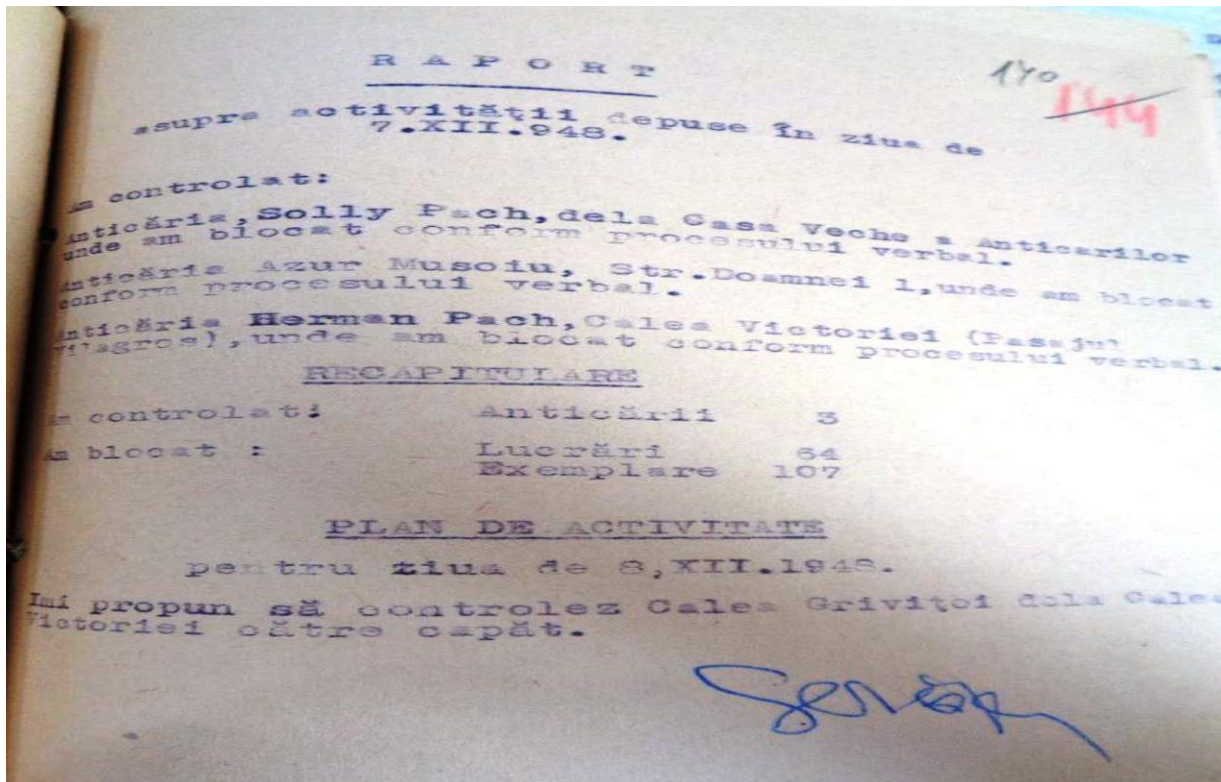 R A P O R T
170
144
asupra activității depuse în ziua de
7.XII.948.
Am controlat:
Anticăria, Solly Pach, dela Casa Veche a Anticarilor
unde am blocat conform procesului verbal.
Anticăria Azur Musoiu, Str.Doamnei 1, unde am blocat
conform procesului verbal.
Anticăria Herman Pach, Calea Victoriei (Pasajul
Vilagros), unde am blocat conform procesului verbal.
RECAPITULARE
Am controlat: Anticării 3
Am blocat : Lucrări 64
Exemplare 107
PLAN DE ACTIVITATE
pentru ziua de 8,XII.1948.
Imi propun să controlez Calea Griviței dela Calea
Victoriei către capăt.